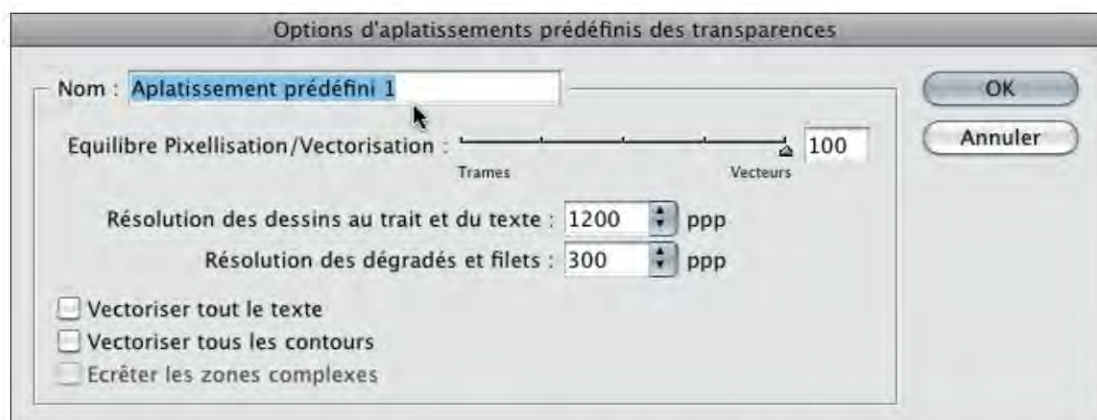 Options d'aplatissements prédéfinis des transparences
Nom : Aplatissement prédéfini 1
OK
Equilibre Pixellisation/Vectorisation : 100
Annuler
Trames Vecteurs
Résolution des dessins au trait et du texte : 1200 ppp
Résolution des dégradés et filets : 300 ppp
Vectoriser tout le texte
Vectoriser tous les contours
Ecrêter les zones complexes